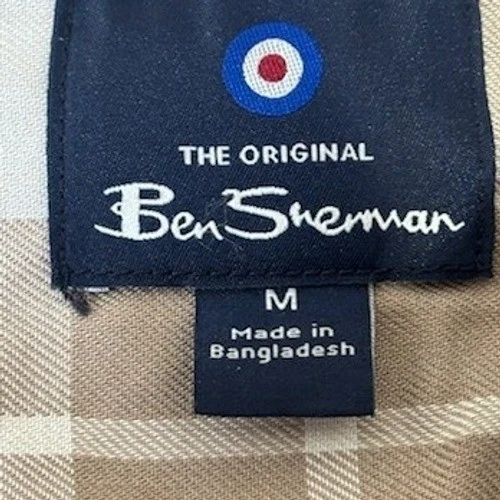 THE ORIGINAL
Ben Sherman
M
Made in
Bangladesh